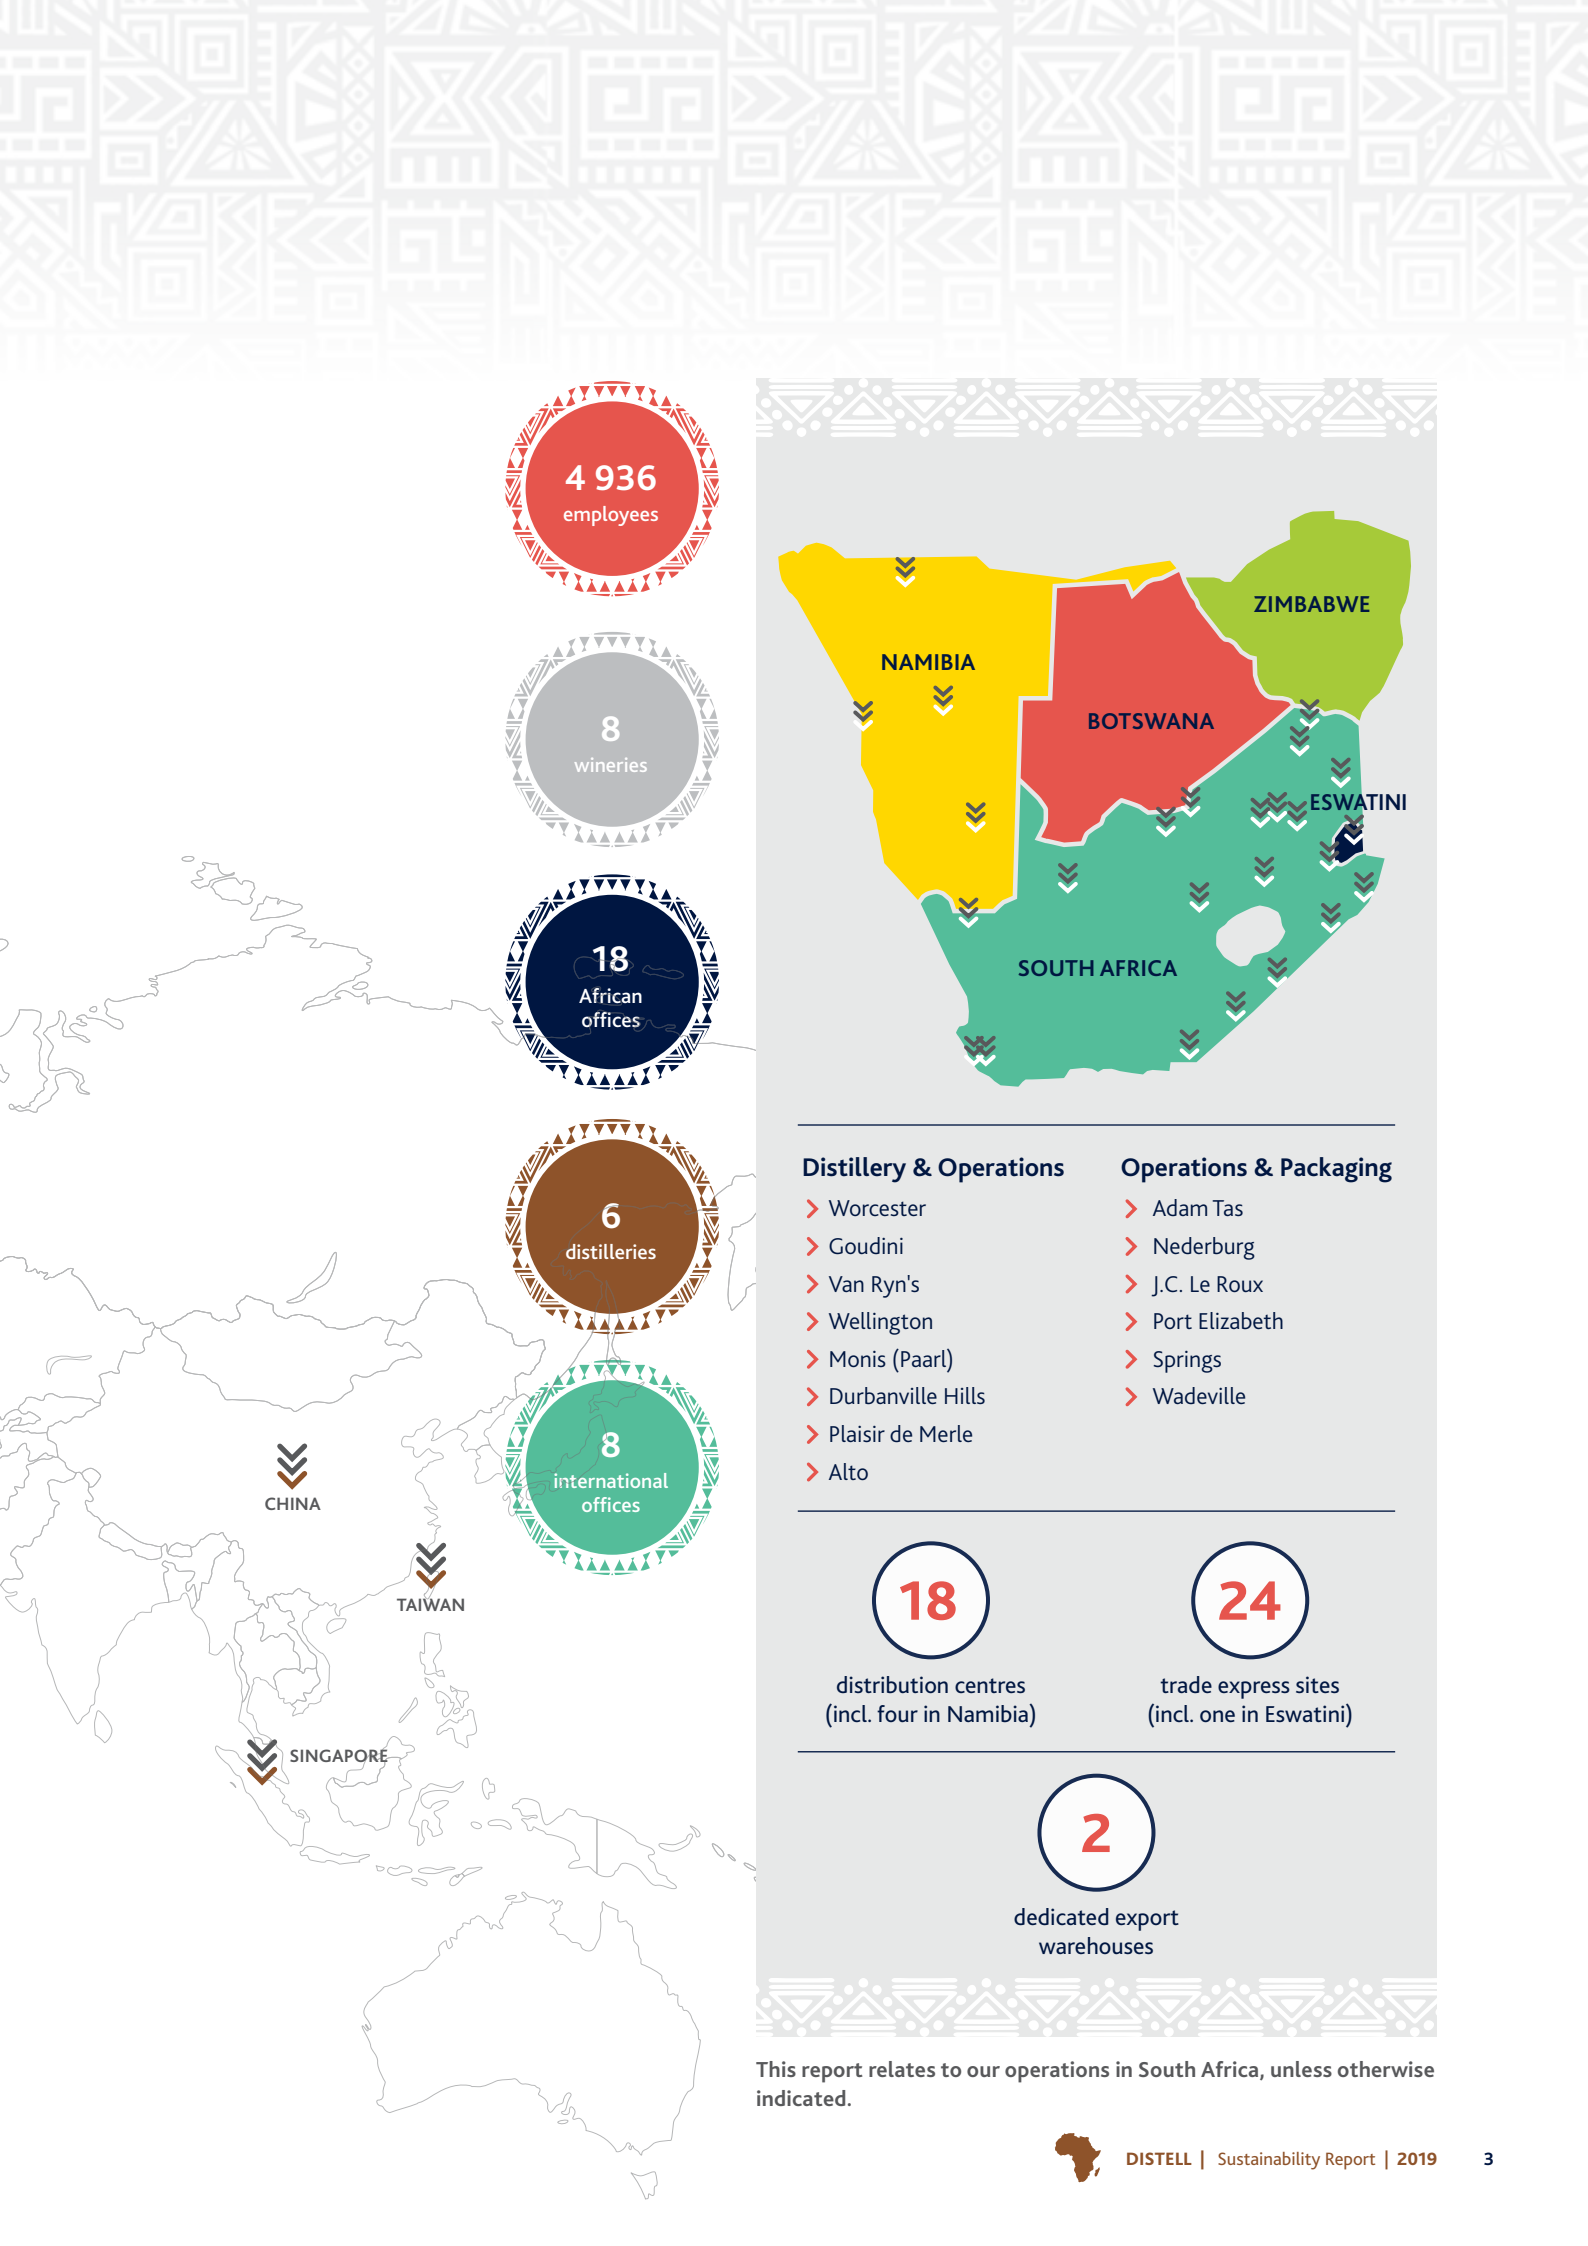 4 936
employees
8
wineries
18
African
offices
6
distilleries
8
international
offices
CHINA
TAIWAN
SINGAPORE
ZIMBABWE
NAMIBIA
BOTSWANA
ESWATINI
SOUTH AFRICA
Distillery & Operations
Worcester
Goudini
Van Ryn's
Wellington
Monis (Paarl)
Durbanville Hills
Plaisir de Merle
Alto
Operations & Packaging
Adam Tas
Nederburg
J.C. Le Roux
Port Elizabeth
Springs
Wadeville
18
distribution centres
(incl. four in Namibia)
24
trade express sites
(incl. one in Eswatini)
2
dedicated export
warehouses
This report relates to our operations in South Africa, unless otherwise
indicated.
DISTELL | Sustainability Report | 2019 3